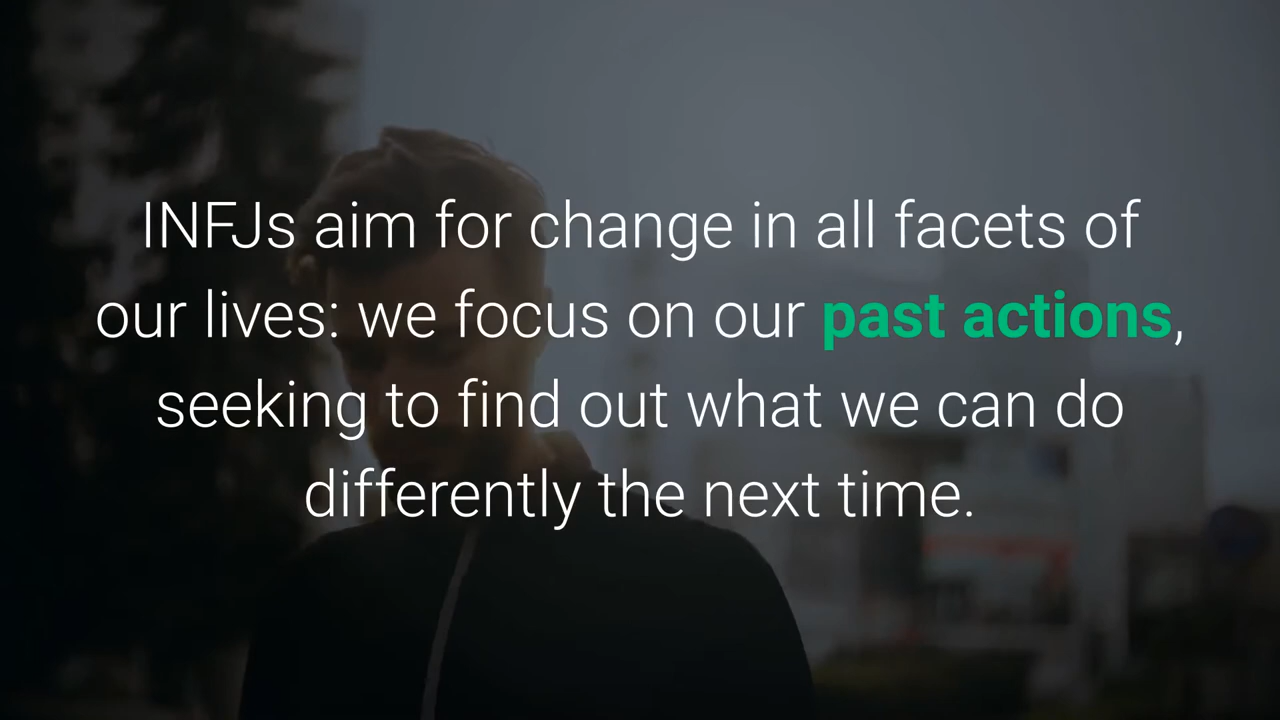 INFJs aim for change in all facets of
our lives: we focus on our past actions,
seeking to find out what we can do
differently the next time.